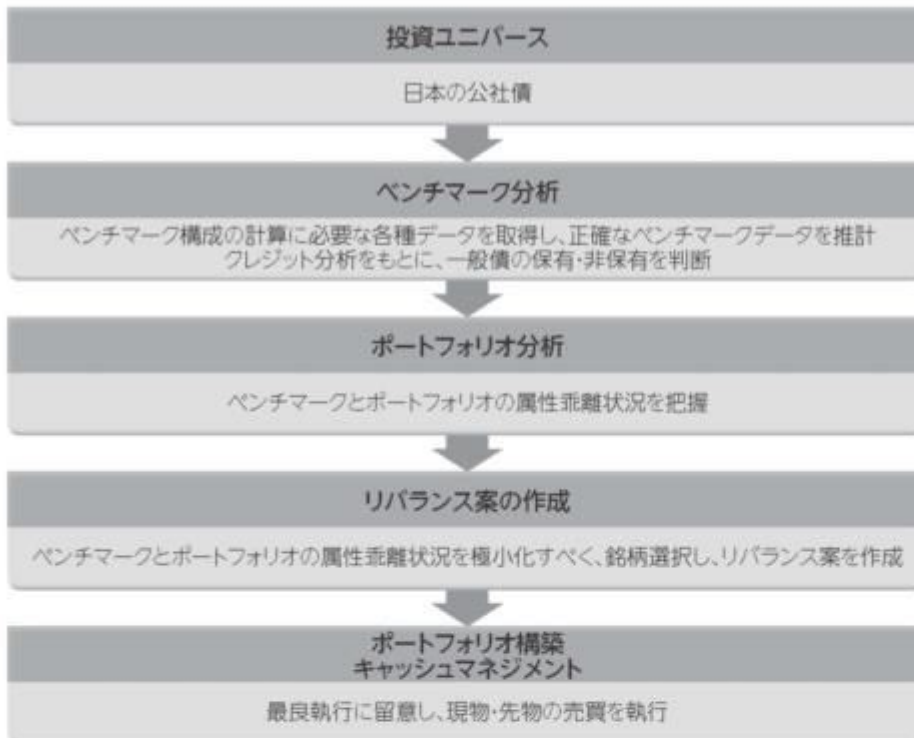 投資ユニバース
日本の公社債
ベンチマーク分析
ベンチマーク構成の計算に必要な各種データを取得し、正確なベンチマークデータを推計
クレジット分析をもとに、一般債の保有・非保有を判断
ポートフォリオ分析
ベンチマークとポートフォリオの属性乖離状況を把握
リバランス案の作成
ベンチマークとポートフォリオの属性乖離状況を極小化すべく、銘柄選択し、リバランス案を作成
ポートフォリオ構築
キャッシュマネジメント
最良執行に留意し、現物・先物の売買を執行